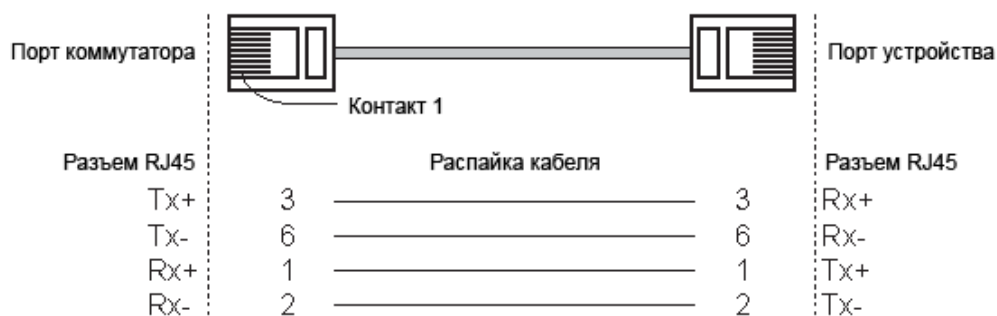 Порт коммутатора
Порт устройства
Контакт 1
Разъем RJ45 Распайка кабеля Разъем RJ45
Tx+ 3 3 Rx+
Tx- 6 6 Rx-
Rx+ 1 1 Tx+
Rx- 2 2 Tx-